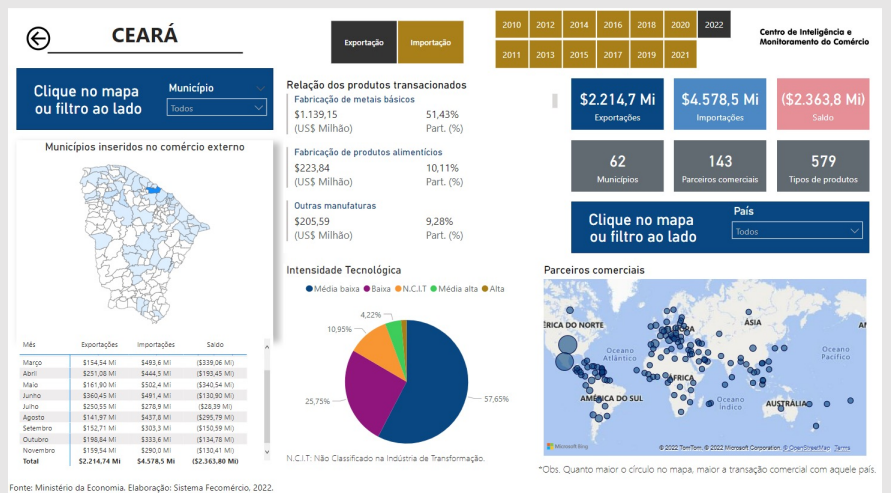 CEARÁ
Exportação
Importação
2010 2012 2014 2016 2018 2020 2022
2011 2013 2015 2017 2019 2021
Centro de Inteligência e
Monitoramento do Comércio
Clique no mapa
ou filtro ao lado
Município
Todos
Municípios inseridos no comércio externo
Mês Exportações Importações Saldo
Março $154,54 Mi $493,6 Mi ($339,06 Mi)
Abril $251,08 Mi $444,5 Mi ($193,45 Mi)
Maio $161,90 Mi $502,4 Mi ($340,54 Mi)
Junho $360,45 Mi $491,4 Mi ($130,90 Mi)
Julho $250,55 Mi $278,9 Mi ($28,39 Mi)
Agosto $141,97 Mi $437,8 Mi ($295,79 Mi)
Setembro $152,71 Mi $303,3 Mi ($150,59 Mi)
Outubro $198,84 Mi $333,6 Mi ($134,78 Mi)
Novembro $159,54 Mi $290,0 Mi ($130,41 Mi)
Total $2.214,74 Mi $4.578,5 Mi ($2.363,80 Mi)
Fonte: Ministério da Economia. Elaboração: Sistema Fecomércio, 2022.
Relação dos produtos transacionados
Fabricação de metais básicos
$1.139,15 51,43%
(US$ Milhão) Part. (%)
Fabricação de produtos alimentícios
$223,84 10,11%
(US$ Milhão) Part. (%)
Outras manufaturas
$205,59 9,28%
(US$ Milhão) Part. (%)
Intensidade Tecnológica
Média baixa Baixa N.C.I.T Média alta Alta
4,22%
10,95%
25,75%
57,65%
N.C.I.T: Não Classificado na Indústria de Transformação.
$2.214,7 Mi
Exportações
$4.578,5 Mi
Importações
($2.363,8 Mi)
Saldo
62
Municípios
143
Parceiros comerciais
579
Tipos de produtos
Clique no mapa
ou filtro ao lado
País
Todos
Parceiros comerciais
ÉRICA DO NORTE
ÁSIA
Oceano
Atlântico
Oceano
Pacífico
ÁFRICA
AMÉRICA DO SUL
Oceano
Índico
AUSTRÁLIA
Microsoft Bing
© 2022 TomTom, © 2022 Microsoft Corporation, © OpenStreetMap Terms
*Obs. Quanto maior o círculo no mapa, maior a transação comercial com aquele país.